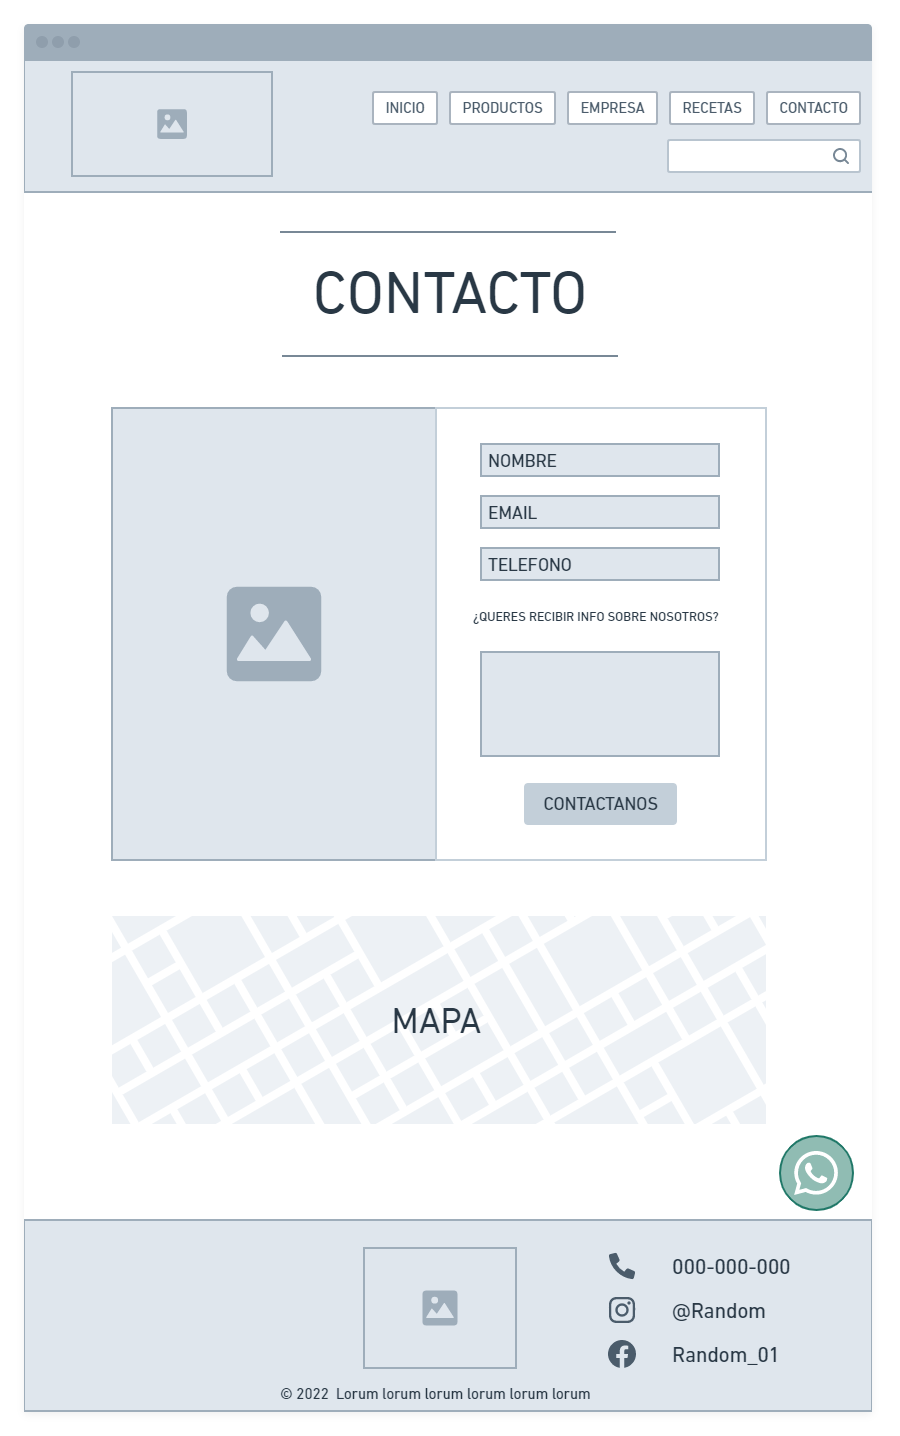 INICIO
PRODUCTOS
EMPRESA
RECETAS
CONTACTO
CONTACTO
NOMBRE
EMAIL
TELEFONO
¿QUERES RECIBIR INFO SOBRE NOSOTROS?
CONTACTANOS
MAPA
000-000-000
@Random
Random_01
© 2022 Lorum lorum lorum lorum lorum lorum